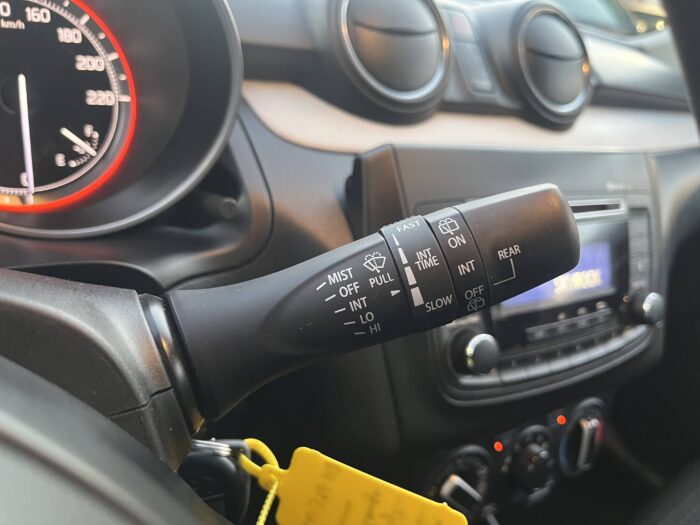 km/h
160
180
200
220
F
E
MIST
OFF
INT
LO
HI
PULL
FAST
INT
TIME
SLOW
ON
INT
OFF
REAR